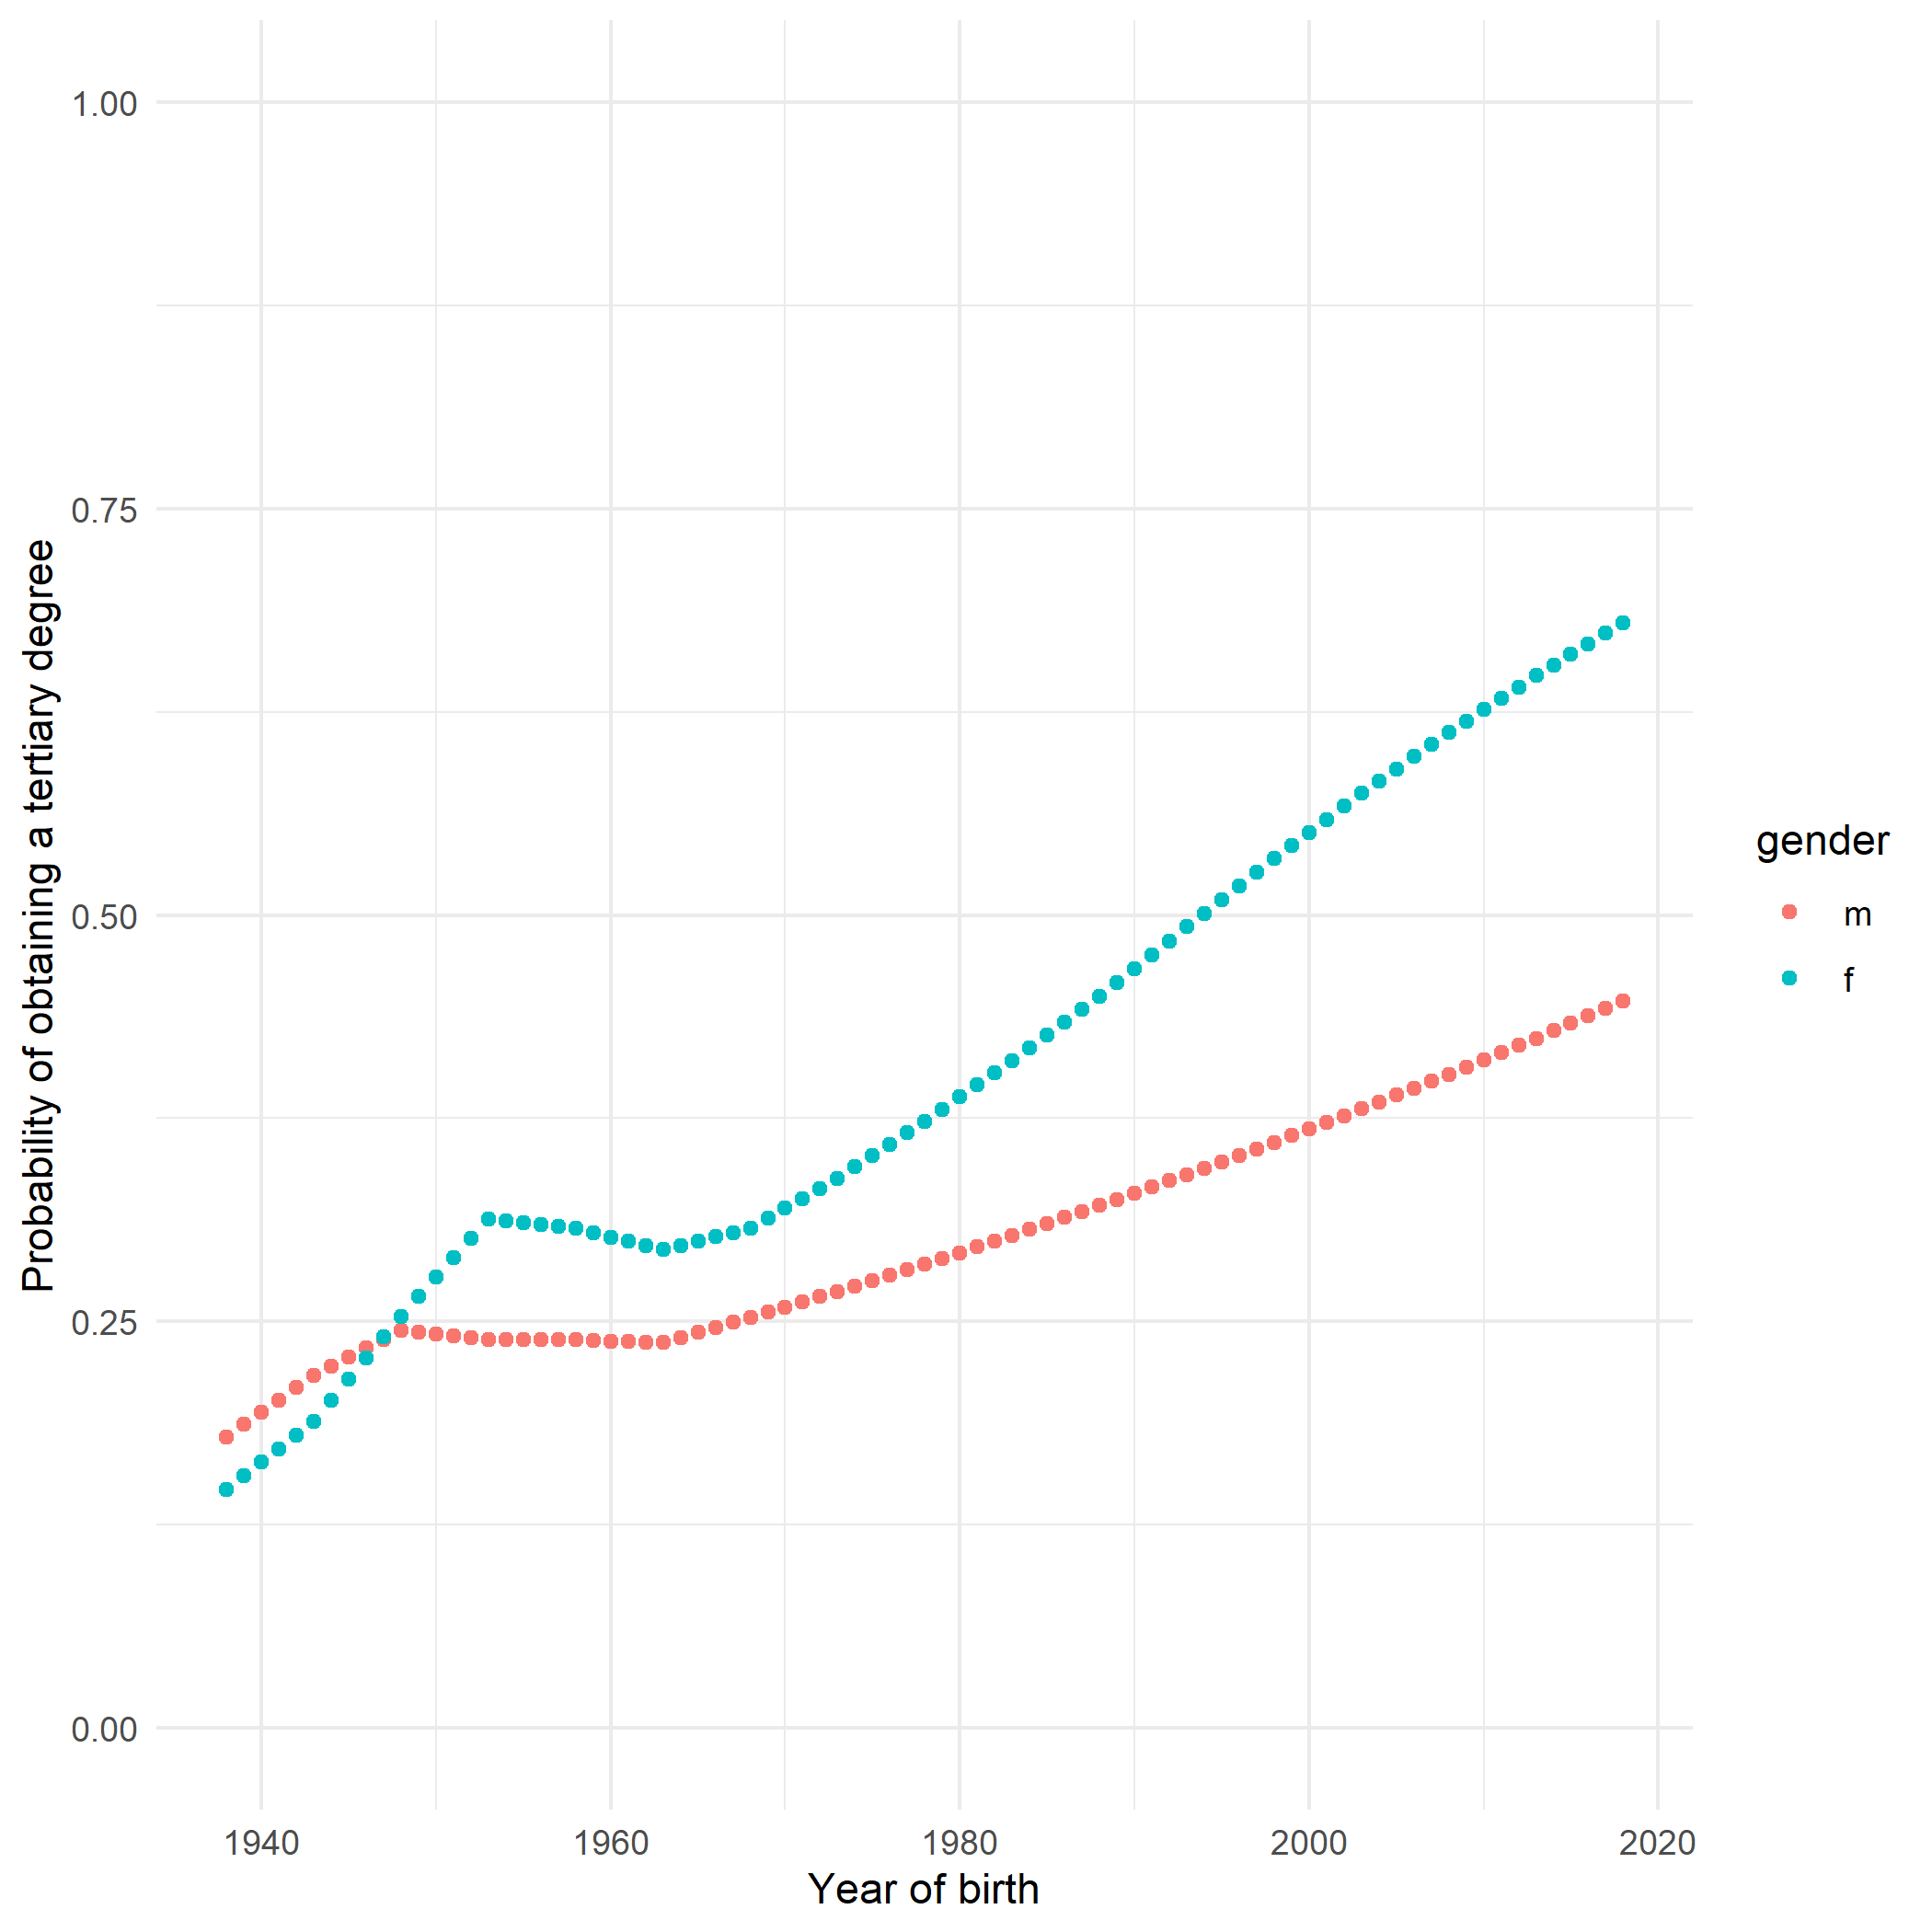 Probability of obtaining a tertiary degree
1.00
0.75
0.50
0.25
0.00
1940 1960 1980 2000 2020
Year of birth
gender
m
f